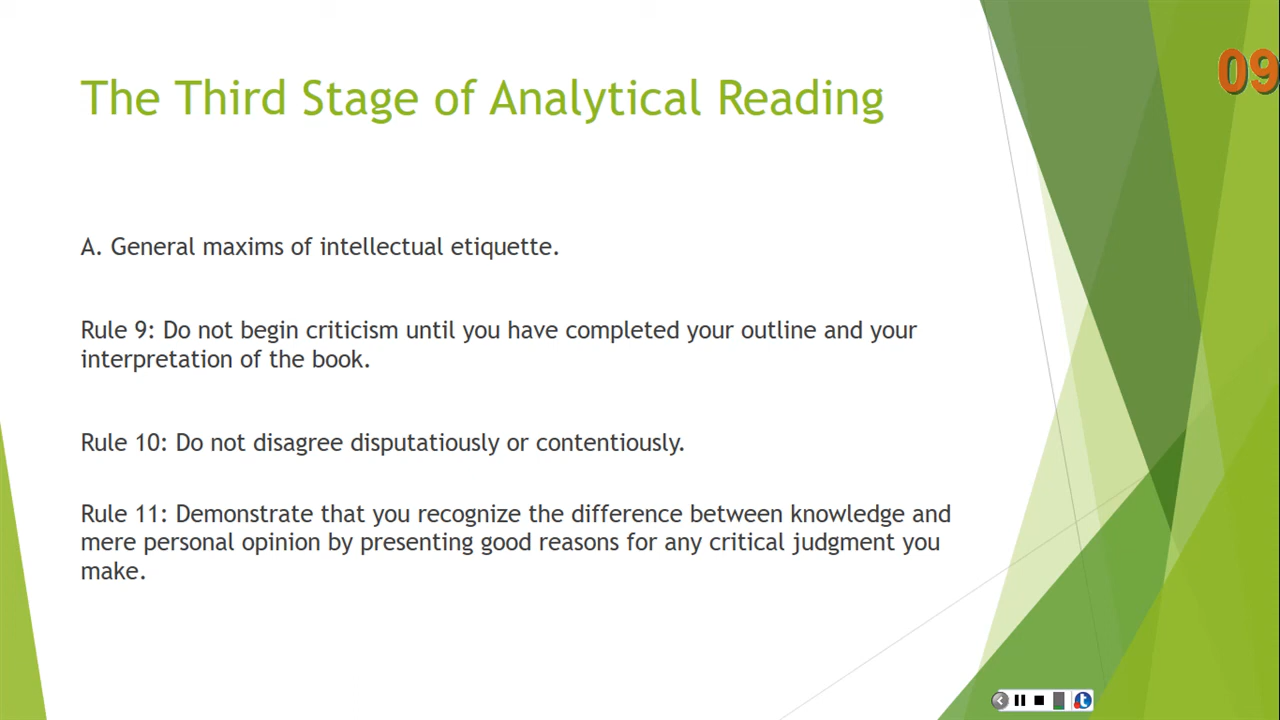 The Third Stage of Analytical Reading
09
A. General maxims of intellectual etiquette.
Rule 9: Do not begin criticism until you have completed your outline and your
interpretation of the book.
Rule 10: Do not disagree disputatiously or contentiously.
Rule 11: Demonstrate that you recognize the difference between knowledge and
mere personal opinion by presenting good reasons for any critical judgment you
make.
t